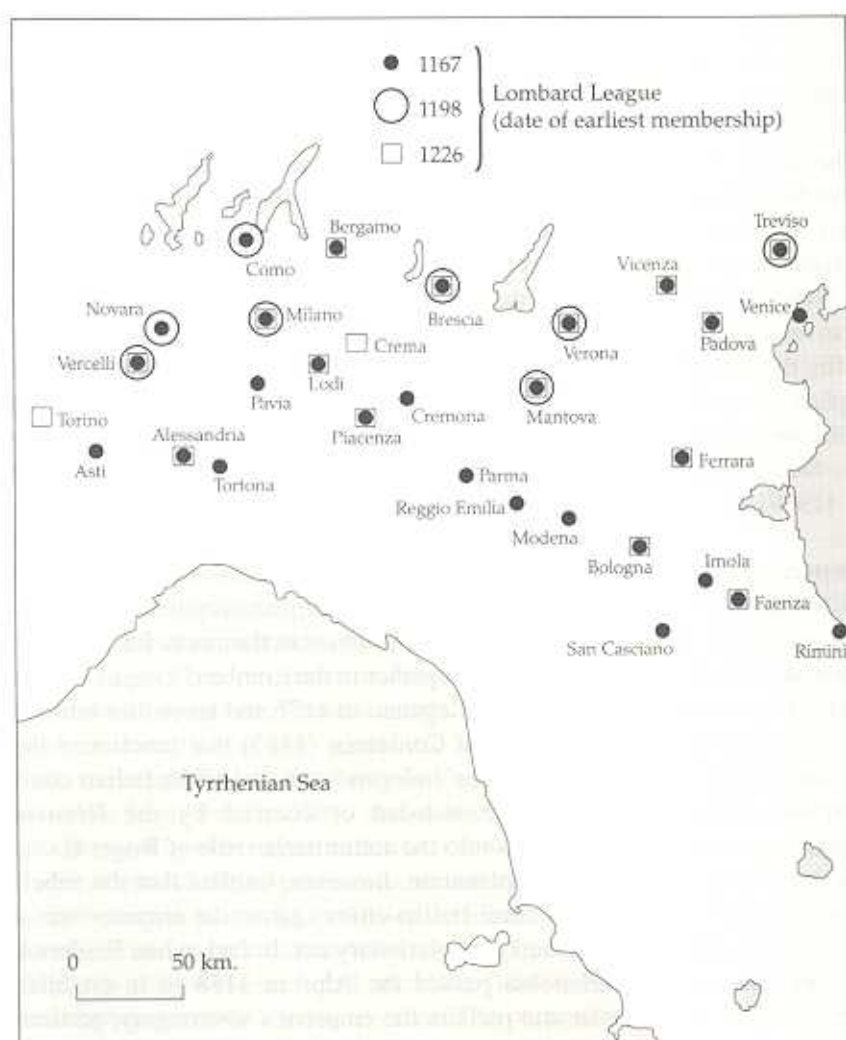 1167
1198
1226
Lombard League
(date of earliest membership)
Bergamo
Treviso
Como
Vicenza
Novara
Milano
Brescia
Venice
Verona
Padova
Crema
Vercelli
Lodi
Pavia
Cremona
Mantova
Torino
Alessandria
Piacenza
Asti
Tortona
Ferrara
Parma
Reggio Emilia
Modena
Bologna
Imola
Faenza
San Casciano
Rimini
Tyrrhenian Sea
0 50 km.